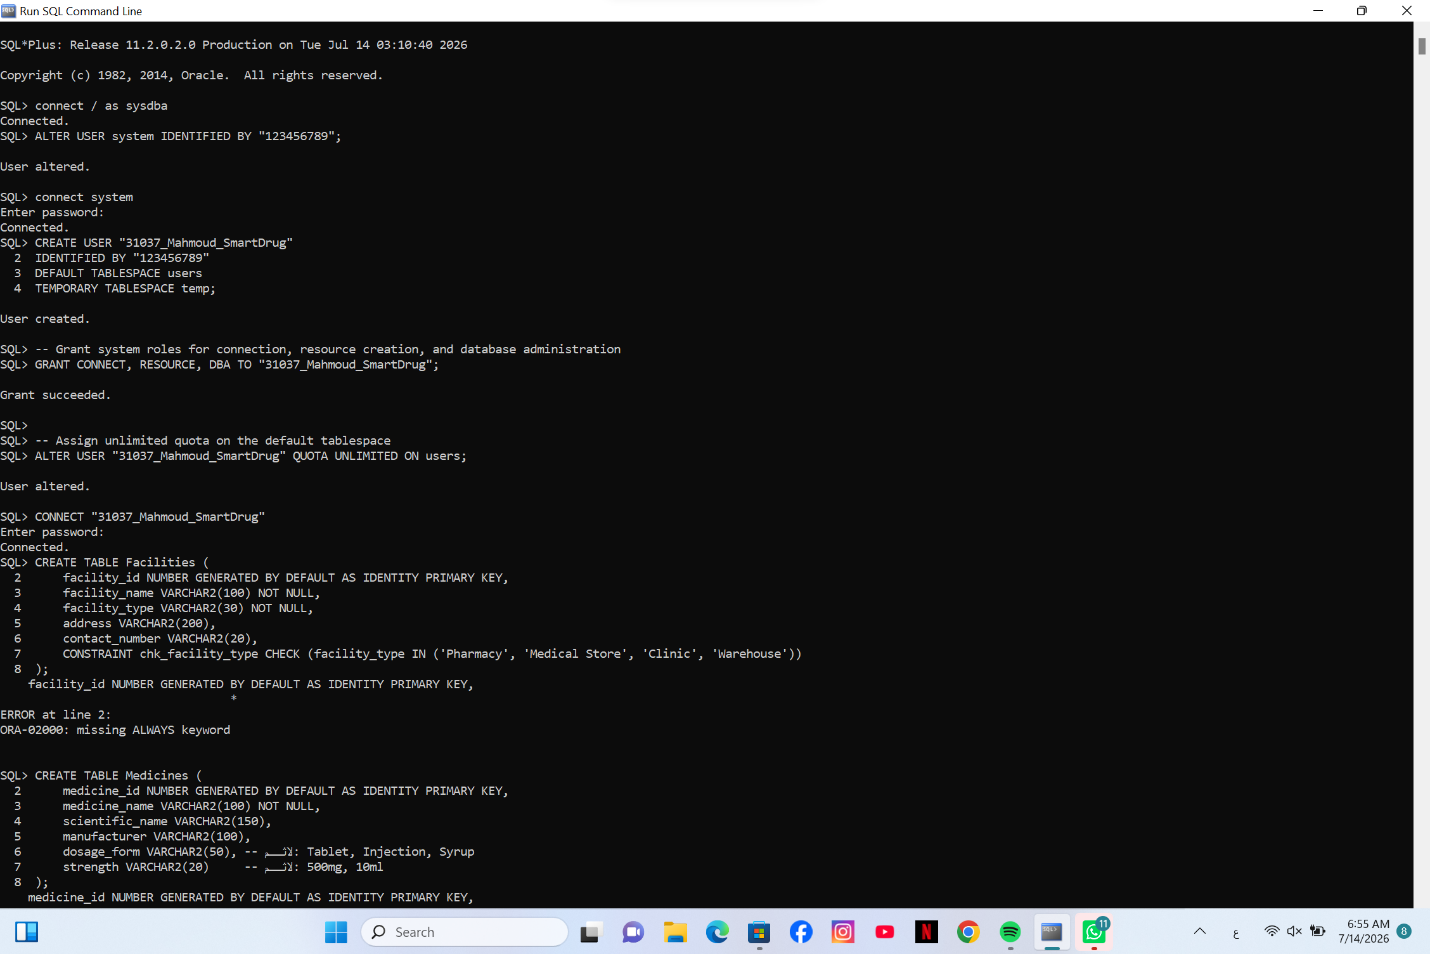 Run SQL Command Line
SQL*Plus: Release 11.2.0.2.0 Production on Tue Jul 14 03:10:40 2026
Copyright (c) 1982, 2014, Oracle.  All rights reserved.
SQL> connect / as sysdba
Connected.
SQL> ALTER USER system IDENTIFIED BY "123456789";
User altered.
SQL> connect system
Enter password:
Connected.
SQL> CREATE USER "31037_Mahmoud_SmartDrug"
  2  IDENTIFIED BY "123456789"
  3  DEFAULT TABLESPACE users
  4  TEMPORARY TABLESPACE temp;
User created.
SQL> -- Grant system roles for connection, resource creation, and database administration
SQL> GRANT CONNECT, RESOURCE, DBA TO "31037_Mahmoud_SmartDrug";
Grant succeeded.
SQL>
SQL> -- Assign unlimited quota on the default tablespace
SQL> ALTER USER "31037_Mahmoud_SmartDrug" QUOTA UNLIMITED ON users;
User altered.
SQL> CONNECT "31037_Mahmoud_SmartDrug"
Enter password:
Connected.
SQL> CREATE TABLE Facilities (
  2      facility_id NUMBER GENERATED BY DEFAULT AS IDENTITY PRIMARY KEY,
  3      facility_name VARCHAR2(100) NOT NULL,
  4      facility_type VARCHAR2(30) NOT NULL,
  5      address VARCHAR2(200),
  6      contact_number VARCHAR2(20),
  7      CONSTRAINT chk_facility_type CHECK (facility_type IN ('Pharmacy', 'Medical Store', 'Clinic', 'Warehouse'))
  8  );
    facility_id NUMBER GENERATED BY DEFAULT AS IDENTITY PRIMARY KEY,
                                 *
ERROR at line 2:
ORA-02000: missing ALWAYS keyword
SQL> CREATE TABLE Medicines (
  2      medicine_id NUMBER GENERATED BY DEFAULT AS IDENTITY PRIMARY KEY,
  3      medicine_name VARCHAR2(100) NOT NULL,
  4      scientific_name VARCHAR2(150),
  5      manufacturer VARCHAR2(100),
  6      dosage_form VARCHAR2(50), -- : Tablet, Injection, Syrup
  7      strength VARCHAR2(20)     -- : 500mg, 10ml
  8  );
    medicine_id NUMBER GENERATED BY DEFAULT AS IDENTITY PRIMARY KEY,
Search
SQL>
11
ع
6:55 AM
7/14/2026
8